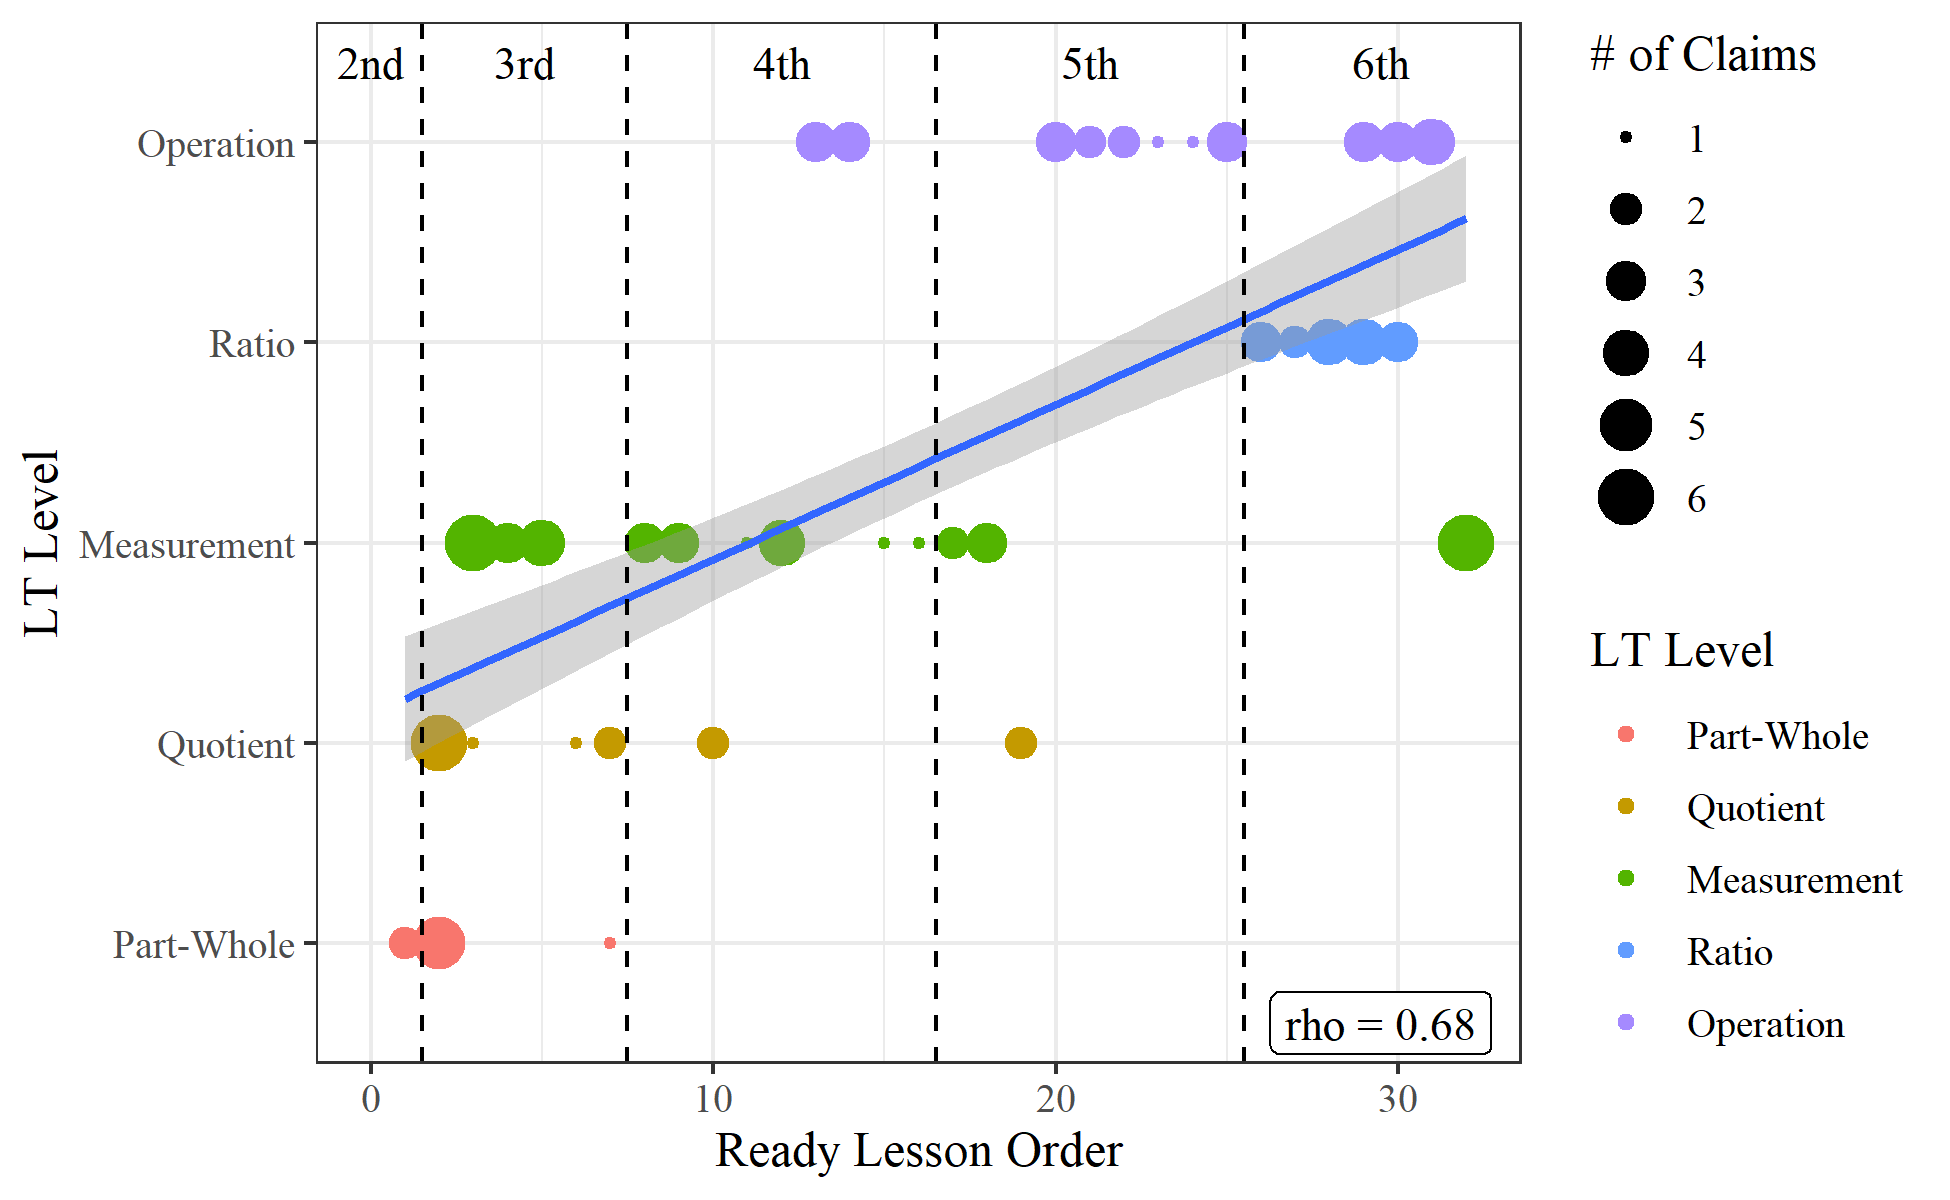 2nd 3rd 4th 5th 6th
Operation
Ratio
Measurement
Quotient
Part-Whole
LT Level
rho = 0.68
0 10 20 30
Ready Lesson Order
# of Claims
1
2
3
4
5
6
LT Level
Part-Whole
Quotient
Measurement
Ratio
Operation